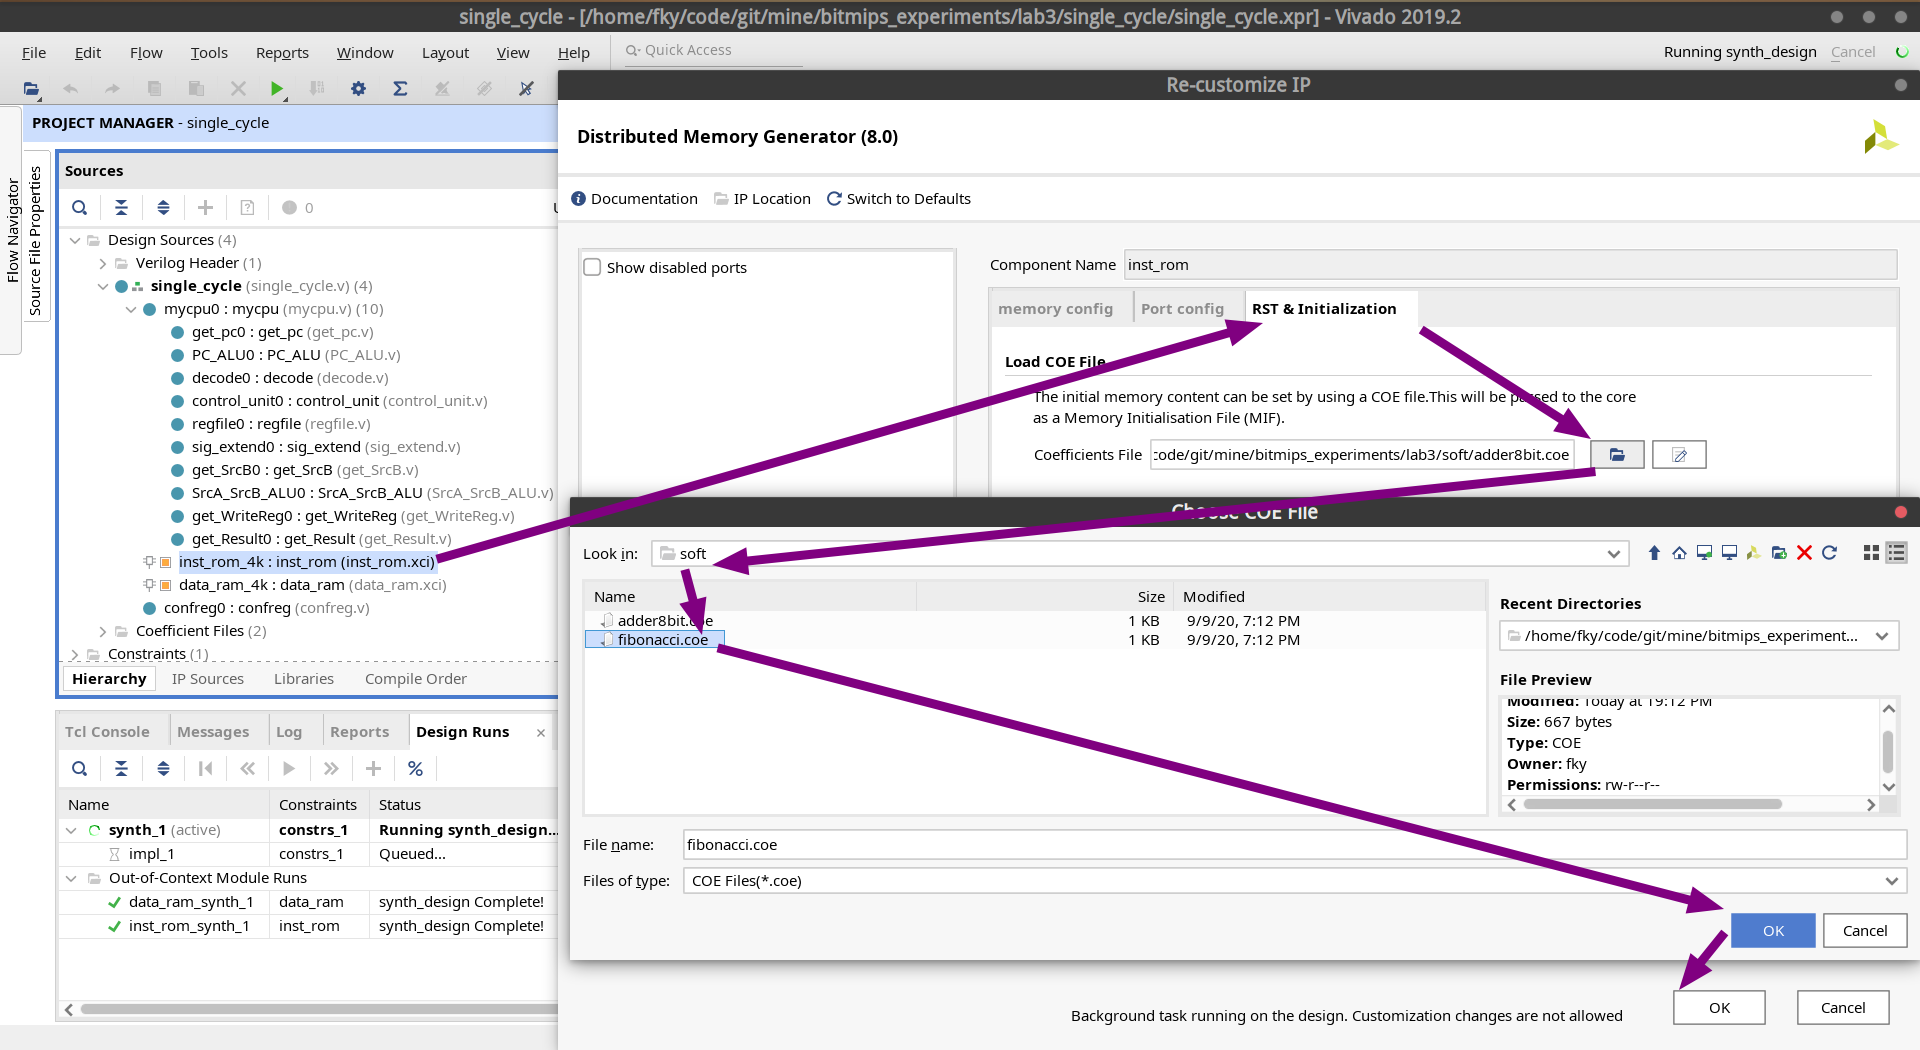 single_cycle - [/home/fky/code/git/mine/bitmips_experiments/lab3/single_cycle/single_cycle.xpr] - Vivado 2019.2
File Edit Flow Tools Reports Window Layout View Help Quick Access
Running synth_design Cancel
Re-customize IP
PROJECT MANAGER - single_cycle
Flow Navigator
Source File Properties
Sources
0
Design Sources (4)
Verilog Header (1)
single_cycle (single_cycle.v) (4)
mycpu0 : mycpu (mycpu.v) (10)
get_pc0 : get_pc (get_pc.v)
PC_ALU0 : PC_ALU (PC_ALU.v)
decode0 : decode (decode.v)
control_unit0 : control_unit (control_unit.v)
regfile0 : regfile (regfile.v)
sig_extend0 : sig_extend (sig_extend.v)
get_SrcB0 : get_SrcB (get_SrcB.v)
SrcA_SrcB_ALU0 : SrcA_SrcB_ALU (SrcA_SrcB_ALU.v)
get_WriteReg0 : get_WriteReg (get_WriteReg.v)
get_Result0 : get_Result (get_Result.v)
inst_rom_4k : inst_rom (inst_rom.xci)
data_ram_4k : data_ram (data_ram.xci)
confreg0 : confreg (confreg.v)
Coefficient Files (2)
Constraints (1)
Hierarchy IP Sources Libraries Compile Order
Tcl Console Messages Log Reports Design Runs ×
Name Constraints Status
synth_1 (active) constrs_1 Running synth_design...
impl_1 constrs_1 Queued...
Out-of-Context Module Runs
data_ram_synth_1 data_ram synth_design Complete!
inst_rom_synth_1 inst_rom synth_design Complete!
Distributed Memory Generator (8.0)
Documentation IP Location Switch to Defaults
Show disabled ports
Component Name inst_rom
memory config Port config RST & Initialization
Load COE File
The initial memory content can be set by using a COE file.This will be passed to the core
as a Memory Initialisation File (MIF).
Coefficients File code/git/mine/bitmips_experiments/lab3/soft/adder8bit.coe
Choose COE File
Look in: soft
Name Size Modified
adder8bit.coe 1 KB 9/9/20, 7:12 PM
fibonacci.coe 1 KB 9/9/20, 7:12 PM
Recent Directories
/home/fky/code/git/mine/bitmips_experiment...
File Preview
Modified: Today at 19:12 PM
Size: 667 bytes
Type: COE
Owner: fky
Permissions: rw-r--r--
File name: fibonacci.coe
Files of type: COE Files(*.coe)
OK Cancel
Background task running on the design. Customization changes are not allowed
OK Cancel